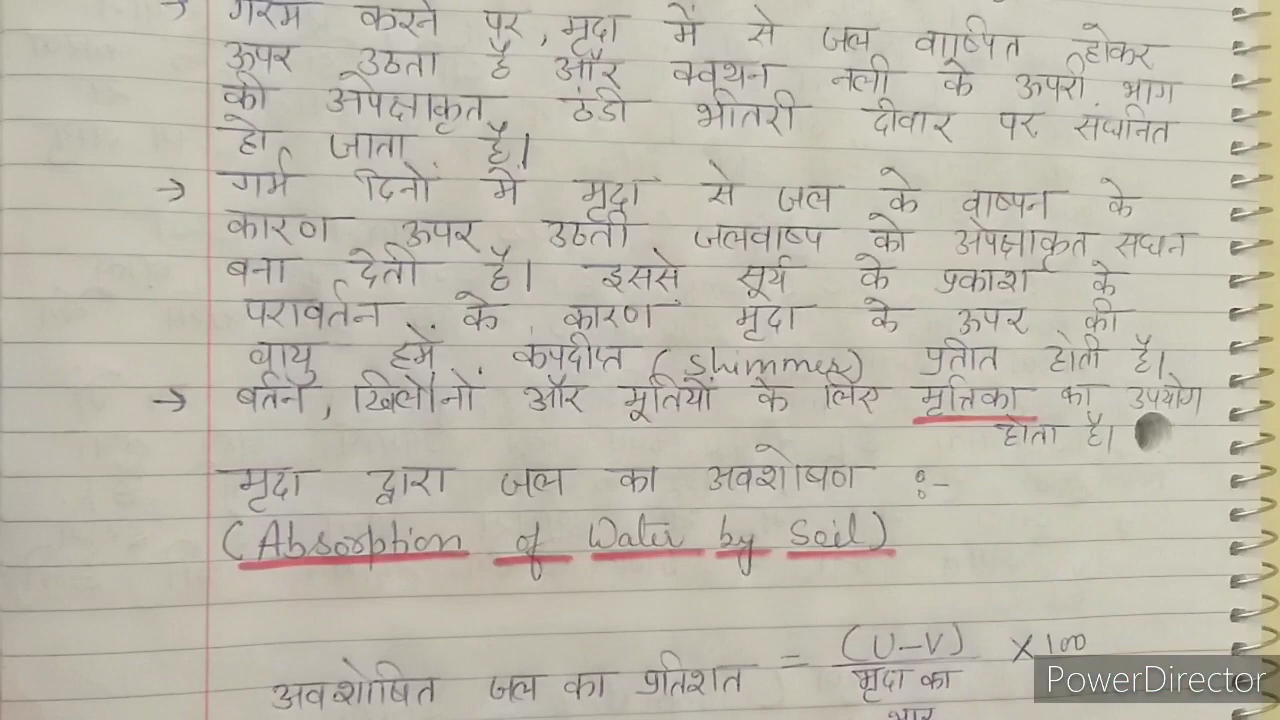 → गरम करने पर, मृदा में से जल वाष्पित होकर
ऊपर उठता है और क्वथन नली के ऊपरी भाग
की अपेक्षाकृत ठंडी भीतरी दीवार पर संघनित
हो जाता है।
→ गर्म दिनों में मृदा से जल के वाष्पन के
कारण ऊपर उठती जलवाष्प को अपेक्षाकृत सघन
बना देती है। इससे सूर्य के प्रकाश के
परावर्तन के कारण मृदा के ऊपर की
वायु हमें कंपदीप्त (Shimmer) प्रतीत होती है।
→ बर्तन, खिलौनों और मूर्तियों के लिए मृत्तिका का उपयोग
होता है।
मृदा द्वारा जल का अवशोषण :-
(Absorption of Water by Soil)
अवशोषित जल का प्रतिशत = (U-V) / मृदा का भार × 100
PowerDirector